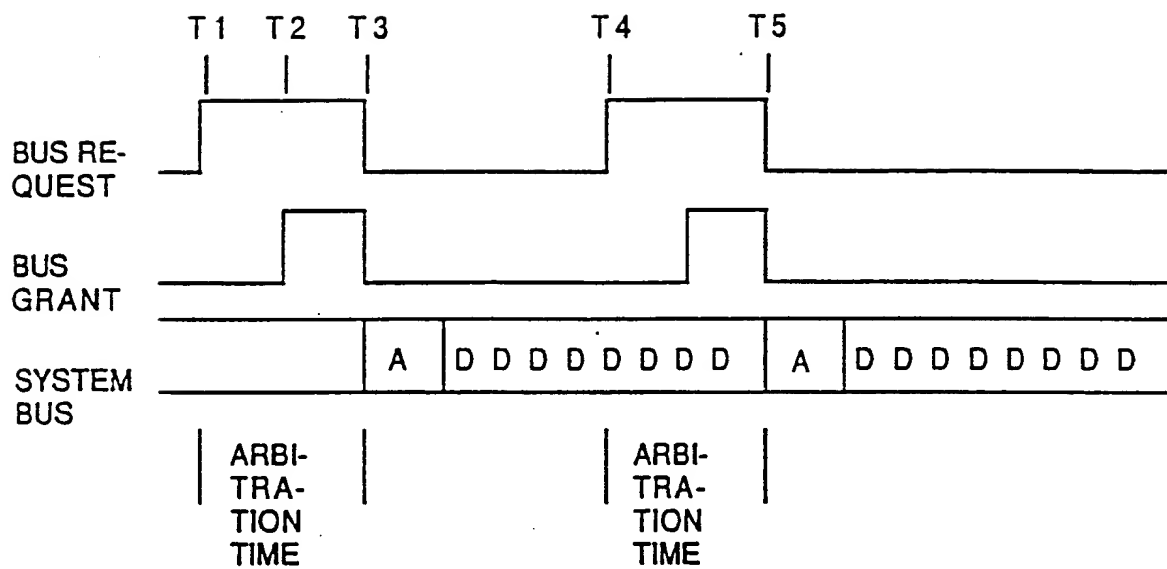 T1 T2 T3 T4 T5
BUS RE-
QUEST
BUS
GRANT
SYSTEM
BUS
A D D D D D D D D A D D D D D D D D
ARBI-
TRA-
TION
TIME
ARBI-
TRA-
TION
TIME